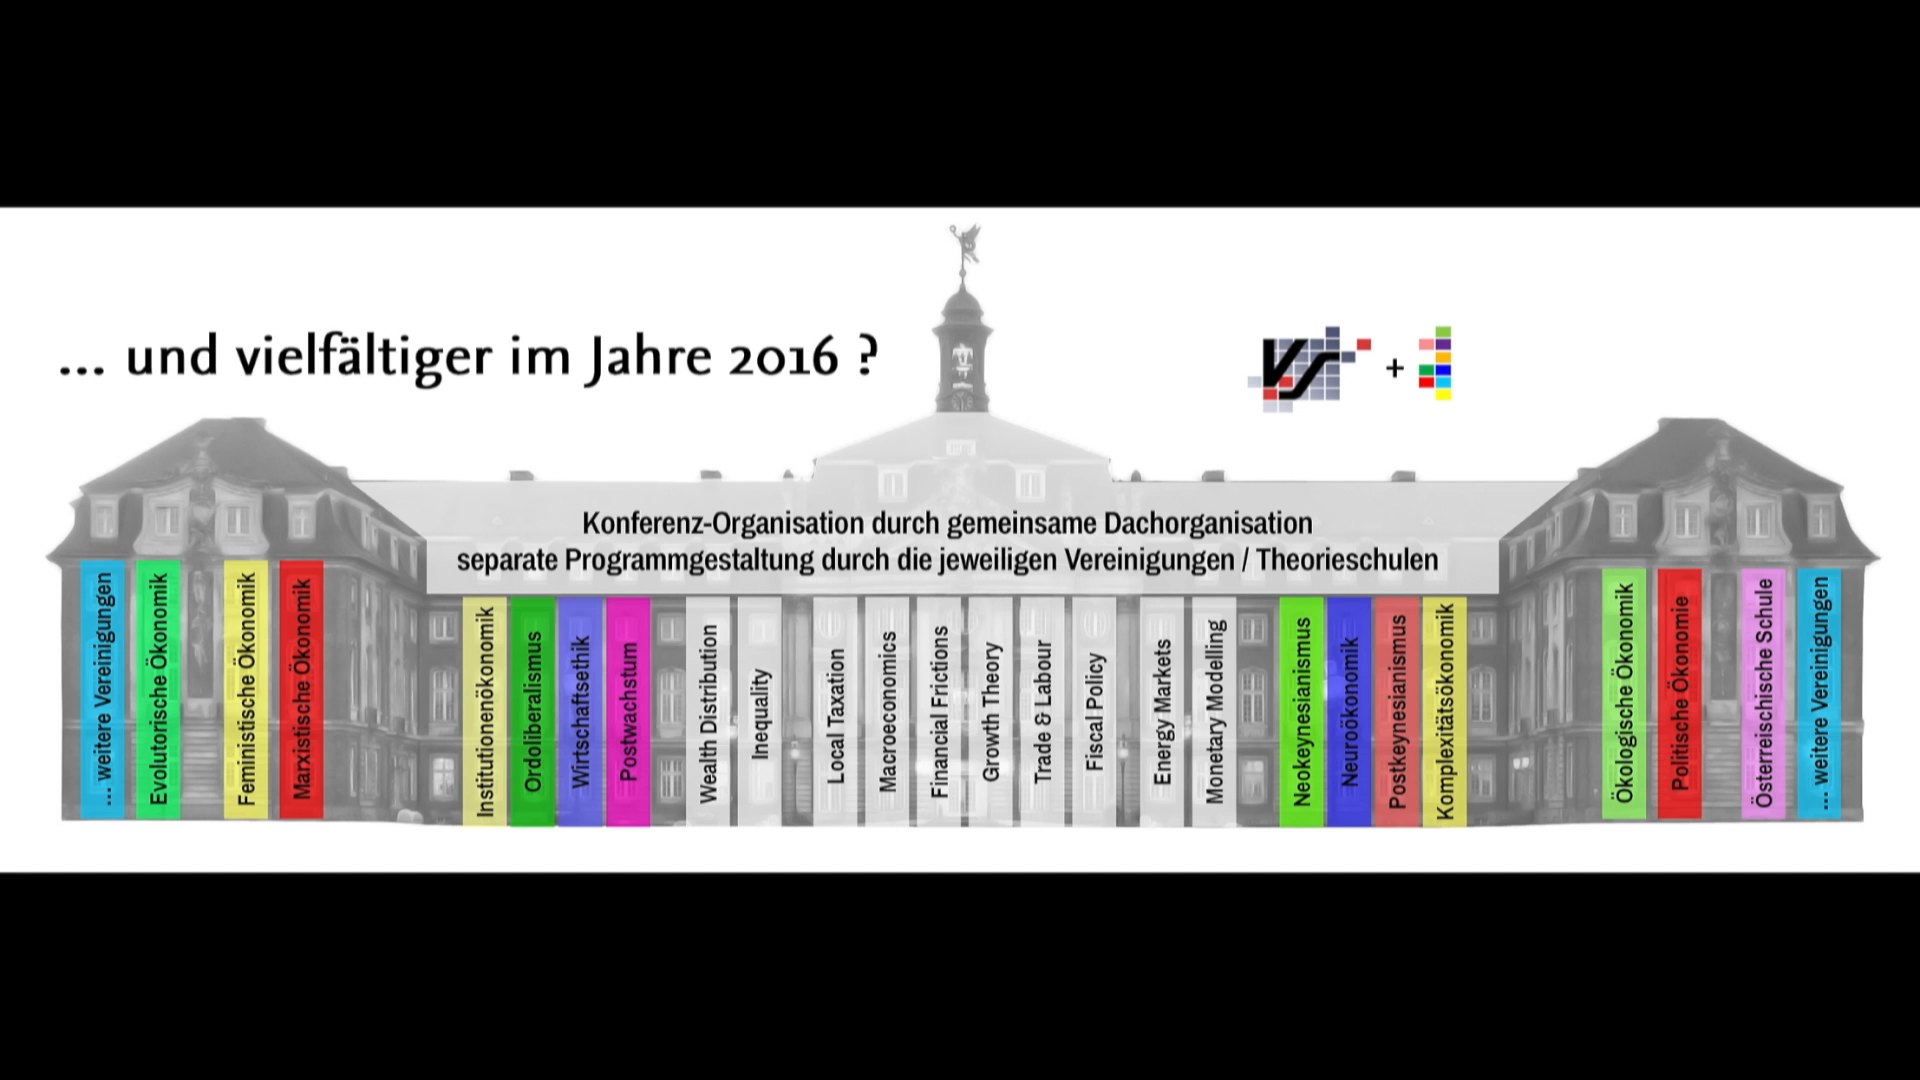 ... und vielfältiger im Jahre 2016 ?
VS
+
Konferenz-Organisation durch gemeinsame Dachorganisation
separate Programmgestaltung durch die jeweiligen Vereinigungen / Theorieschulen
... weitere Vereinigungen
Evolutorische Ökonomik
Feministische Ökonomik
Marxistische Ökonomik
Institutionenökonomik
Ordoliberalismus
Wirtschaftsethik
Postwachstum
Wealth Distribution
Inequality
Local Taxation
Macroeconomics
Financial Frictions
Growth Theory
Trade & Labour
Fiscal Policy
Energy Markets
Monetary Modelling
Neokeynesianismus
Neuroökonomik
Postkeynesianismus
Komplexitätsökonomik
Ökologische Ökonomik
Politische Ökonomie
Österreichische Schule
... weitere Vereinigungen